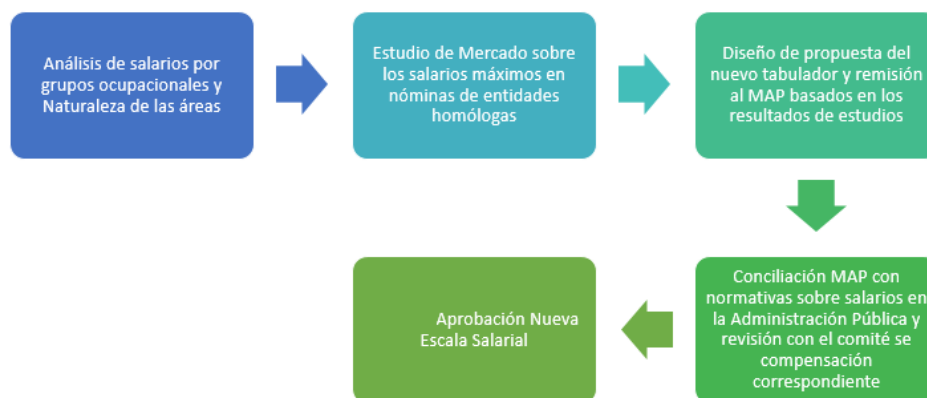 Análisis de salarios por
grupos ocupacionales y
Naturaleza de las áreas
Estudio de Mercado sobre
los salarios máximos en
nóminas de entidades
homólogas
Diseño de propuesta del
nuevo tabulador y remisión
al MAP basados en los
resultados de estudios
Conciliación MAP con
normativas sobre salarios en
la Administración Pública y
revisión con el comité se
compensación
correspondiente
Aprobación Nueva
Escala Salarial